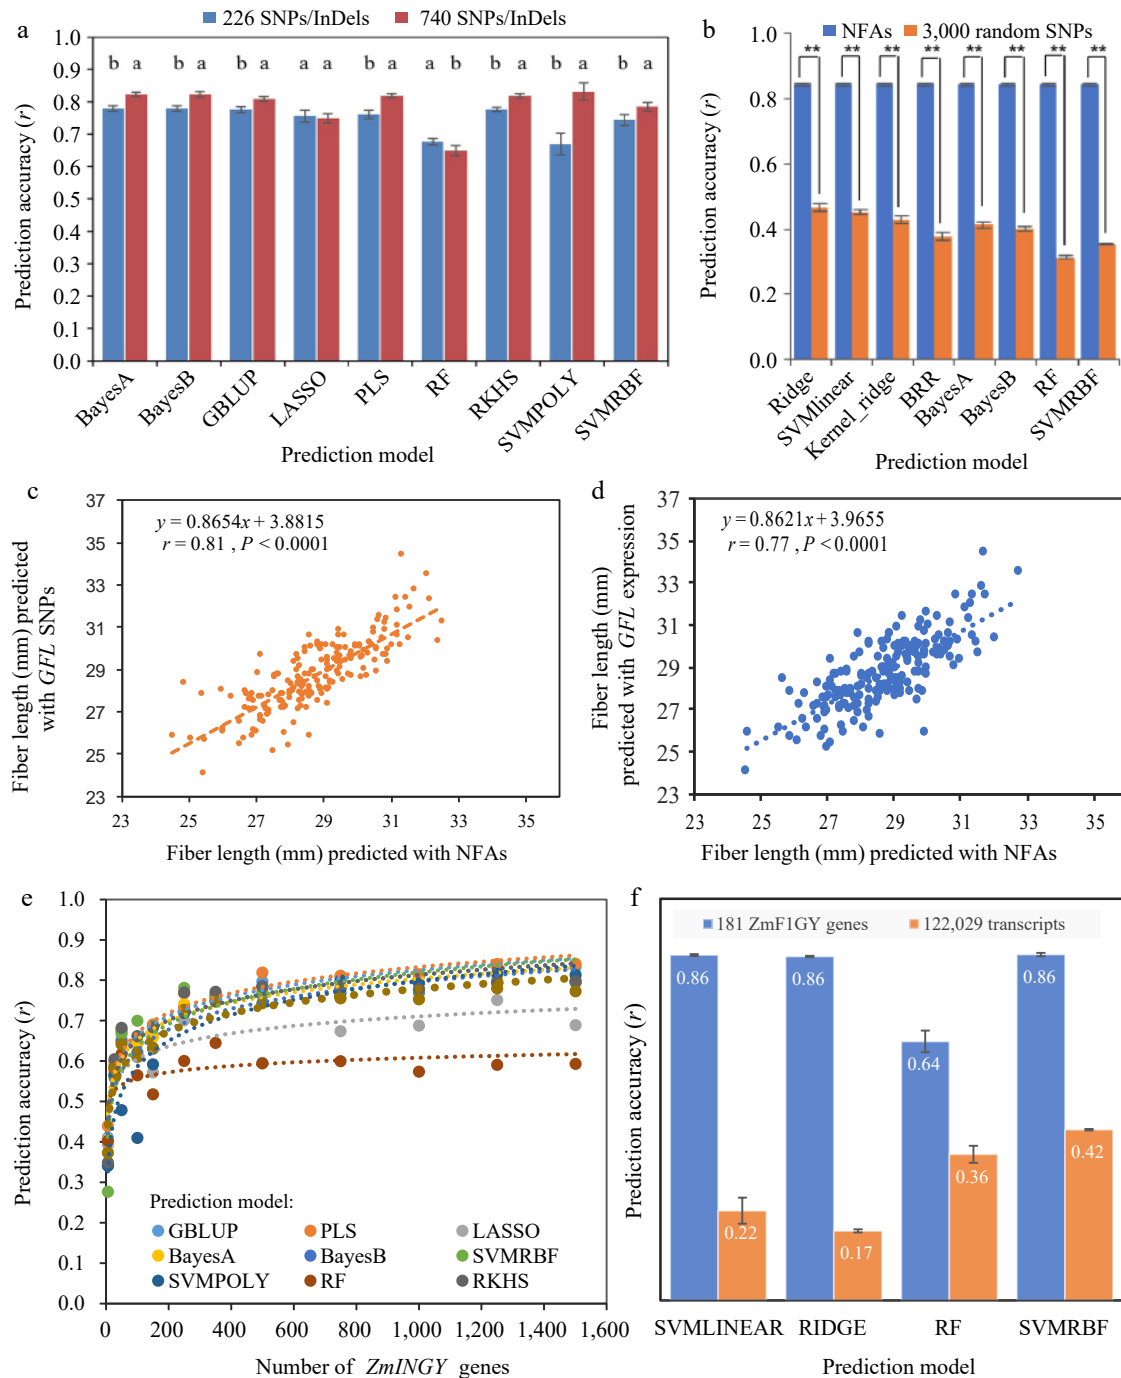 a
226 SNPs/InDels 740 SNPs/InDels
1.0
0.9
0.8
0.7
0.6
0.5
0.4
0.3
0.2
0.1
0.0
b a b a b a a a b a a b b a b a b a
Prediction accuracy (r)
BayesA BayesB GBLUP LASSO PLS RF RKHS SVMPOLY SVMRBF
Prediction model
b
NFAs 3,000 random SNPs
1.0
0.8
0.6
0.4
0.2
0.0
** ** ** ** ** ** ** **
Prediction accuracy (r)
Ridge SVMlinear Kernel_ridge BRR BayesA BayesB RF SVMRBF
Prediction model
c
37
35
33
31
29
27
25
23
y = 0.8654x + 3.8815
r = 0.81 , P < 0.0001
Fiber length (mm) predicted
with GFL SNPs
23 25 27 29 31 33 35
Fiber length (mm) predicted with NFAs
d
37
35
33
31
29
27
25
23
y = 0.8621x + 3.9655
r = 0.77 , P < 0.0001
Fiber length (mm)
predicted with GFL expression
23 25 27 29 31 33 35
Fiber length (mm) predicted with NFAs
e
1.0
0.9
0.8
0.7
0.6
0.5
0.4
0.3
0.2
0.1
0.0
Prediction accuracy (r)
Prediction model:
GBLUP PLS LASSO
BayesA BayesB SVMRBF
SVMPOLY RF RKHS
0 200 400 600 800 1,000 1,200 1,400 1,600
Number of ZmINGY genes
f
181 ZmF1GY genes 122,029 transcripts
Prediction accuracy (r)
0.86 0.22 0.86 0.17 0.64 0.36 0.86 0.42
SVMLINEAR RIDGE RF SVMRBF
Prediction model